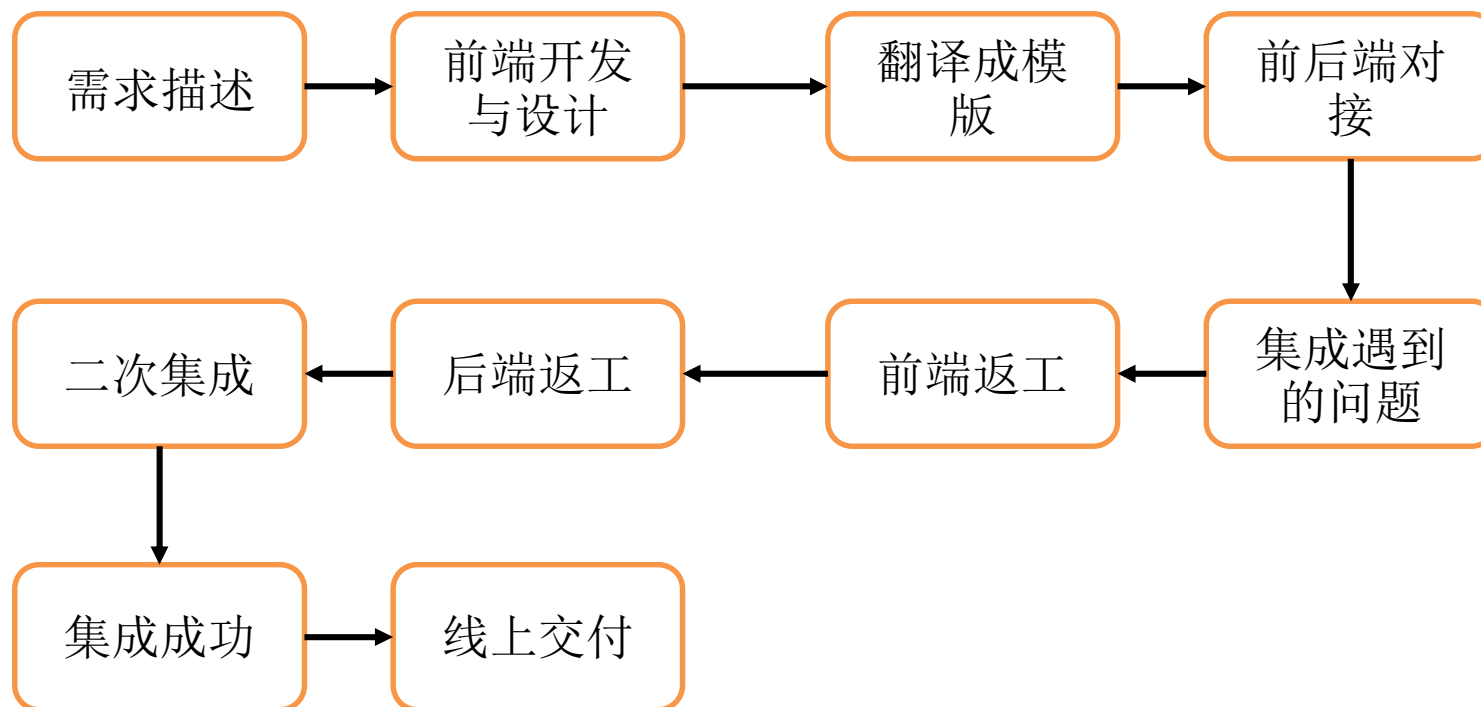 需求描述
前端开发
与设计
翻译成模
版
前后端对
接
集成遇到
的问题
前端返工
后端返工
二次集成
集成成功
线上交付